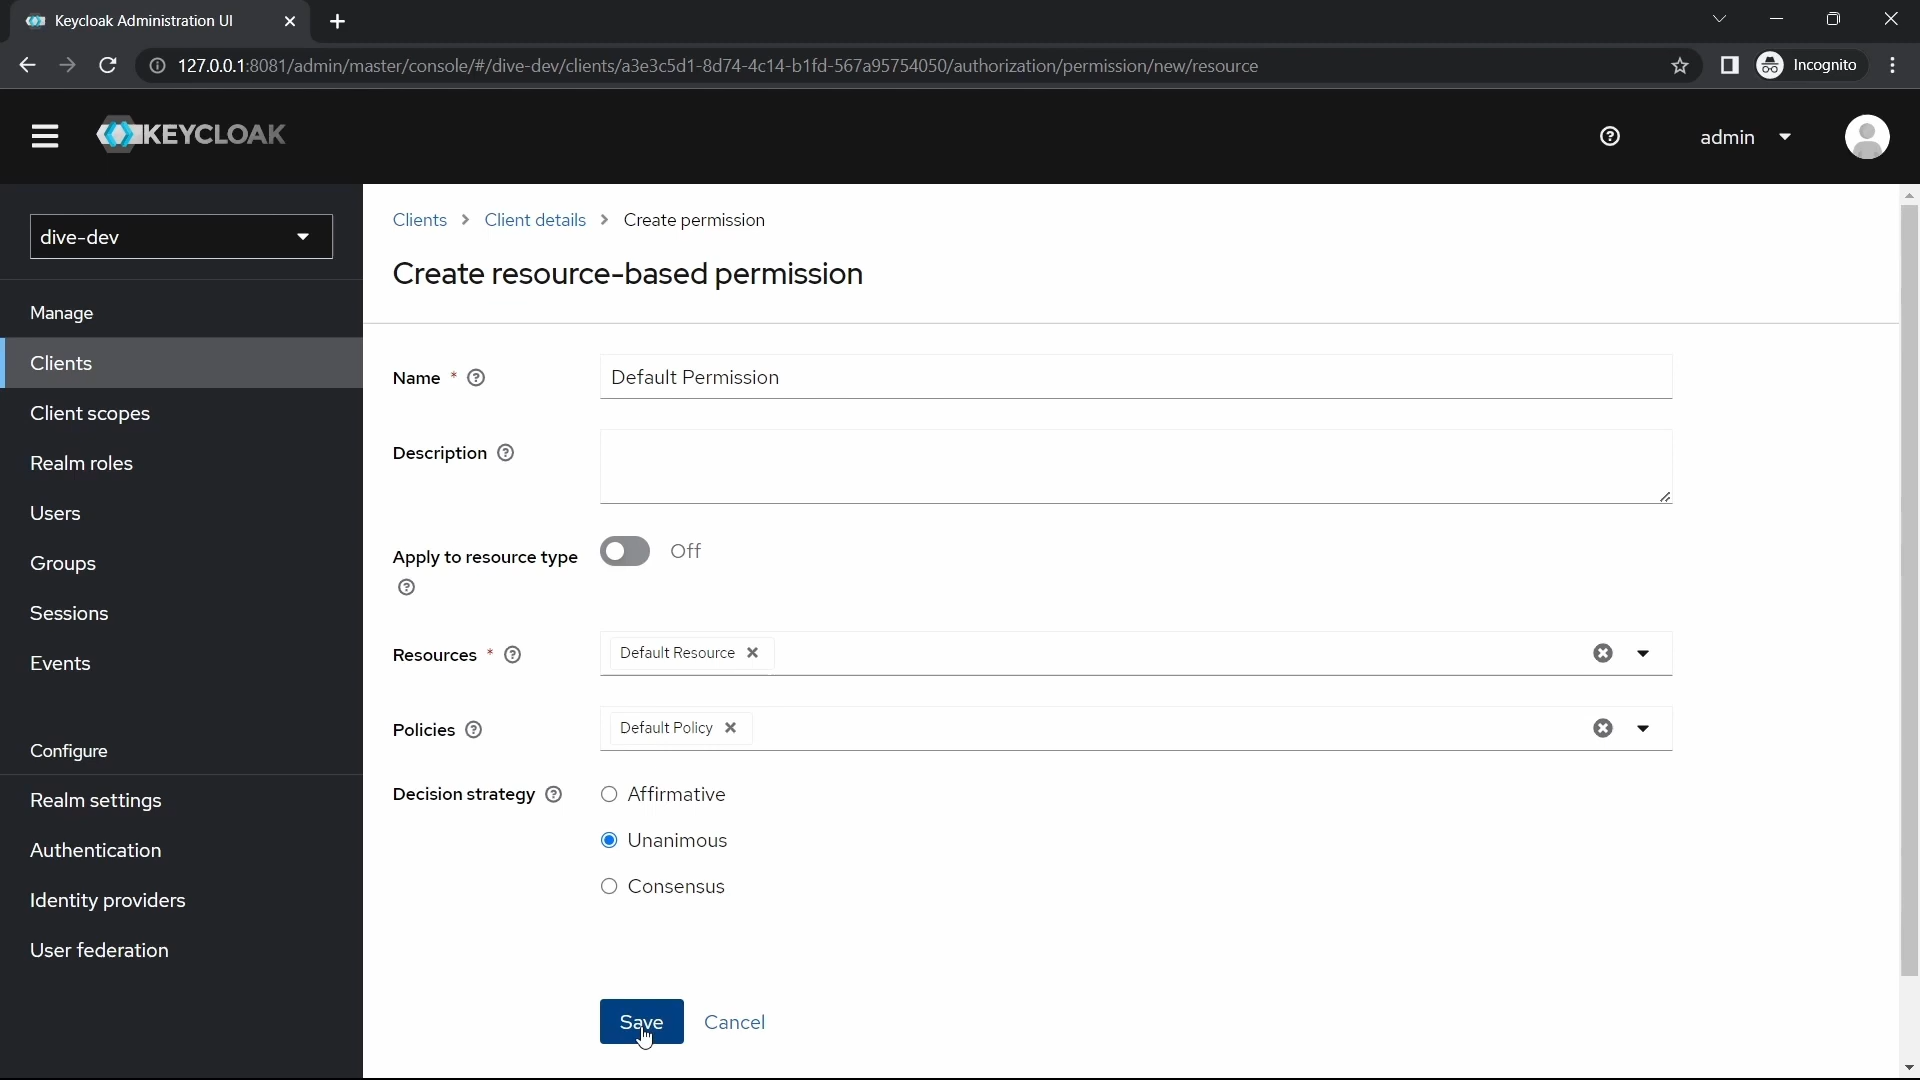 Keycloak Administration UI
127.0.0.1:8081/admin/master/console/#/dive-dev/clients/a3e3c5d1-8d74-4c14-b1fd-567a95754050/authorization/permission/new/resource
Incognito
KEYCLOAK
admin
dive-dev
Manage
Clients
Client scopes
Realm roles
Users
Groups
Sessions
Events
Configure
Realm settings
Authentication
Identity providers
User federation
Clients > Client details > Create permission
Create resource-based permission
Name *
Default Permission
Description
Apply to resource type
Off
Resources *
Default Resource
Policies
Default Policy
Decision strategy
Affirmative
Unanimous
Consensus
Save
Cancel